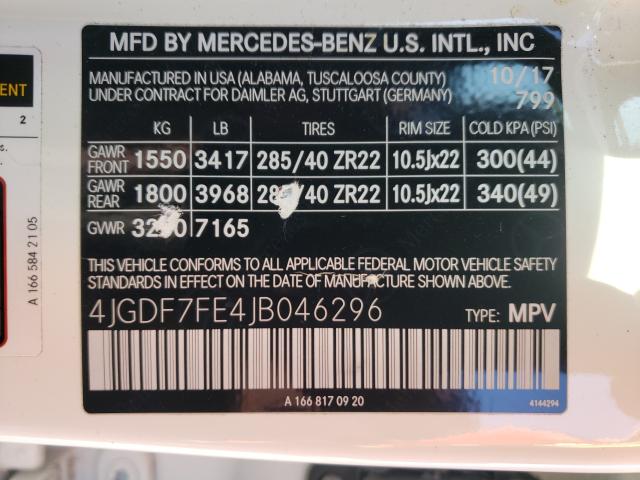 MFD BY MERCEDES-BENZ U.S. INTL., INC
MANUFACTURED IN USA (ALABAMA, TUSCALOOSA COUNTY) 10/17
UNDER CONTRACT FOR DAIMLER AG, STUTTGART (GERMANY) 799
KG LB TIRES RIM SIZE COLD KPA (PSI)
GAWR FRONT 1550 3417 285/40 ZR22 10.5Jx22 300(44)
GAWR REAR 1800 3968 /40 ZR22 10.5Jx22 340(49)
GVWR 7165
THIS VEHICLE CONFORMS TO ALL APPLICABLE FEDERAL MOTOR VEHICLE SAFETY
STANDARDS IN EFFECT ON THE DATE OF MANUFACTURE SHOWN ABOVE.
4JGDF7FE4JB046296 TYPE: MPV
A 166 817 09 20
4144294
2
A 166 584 21 05